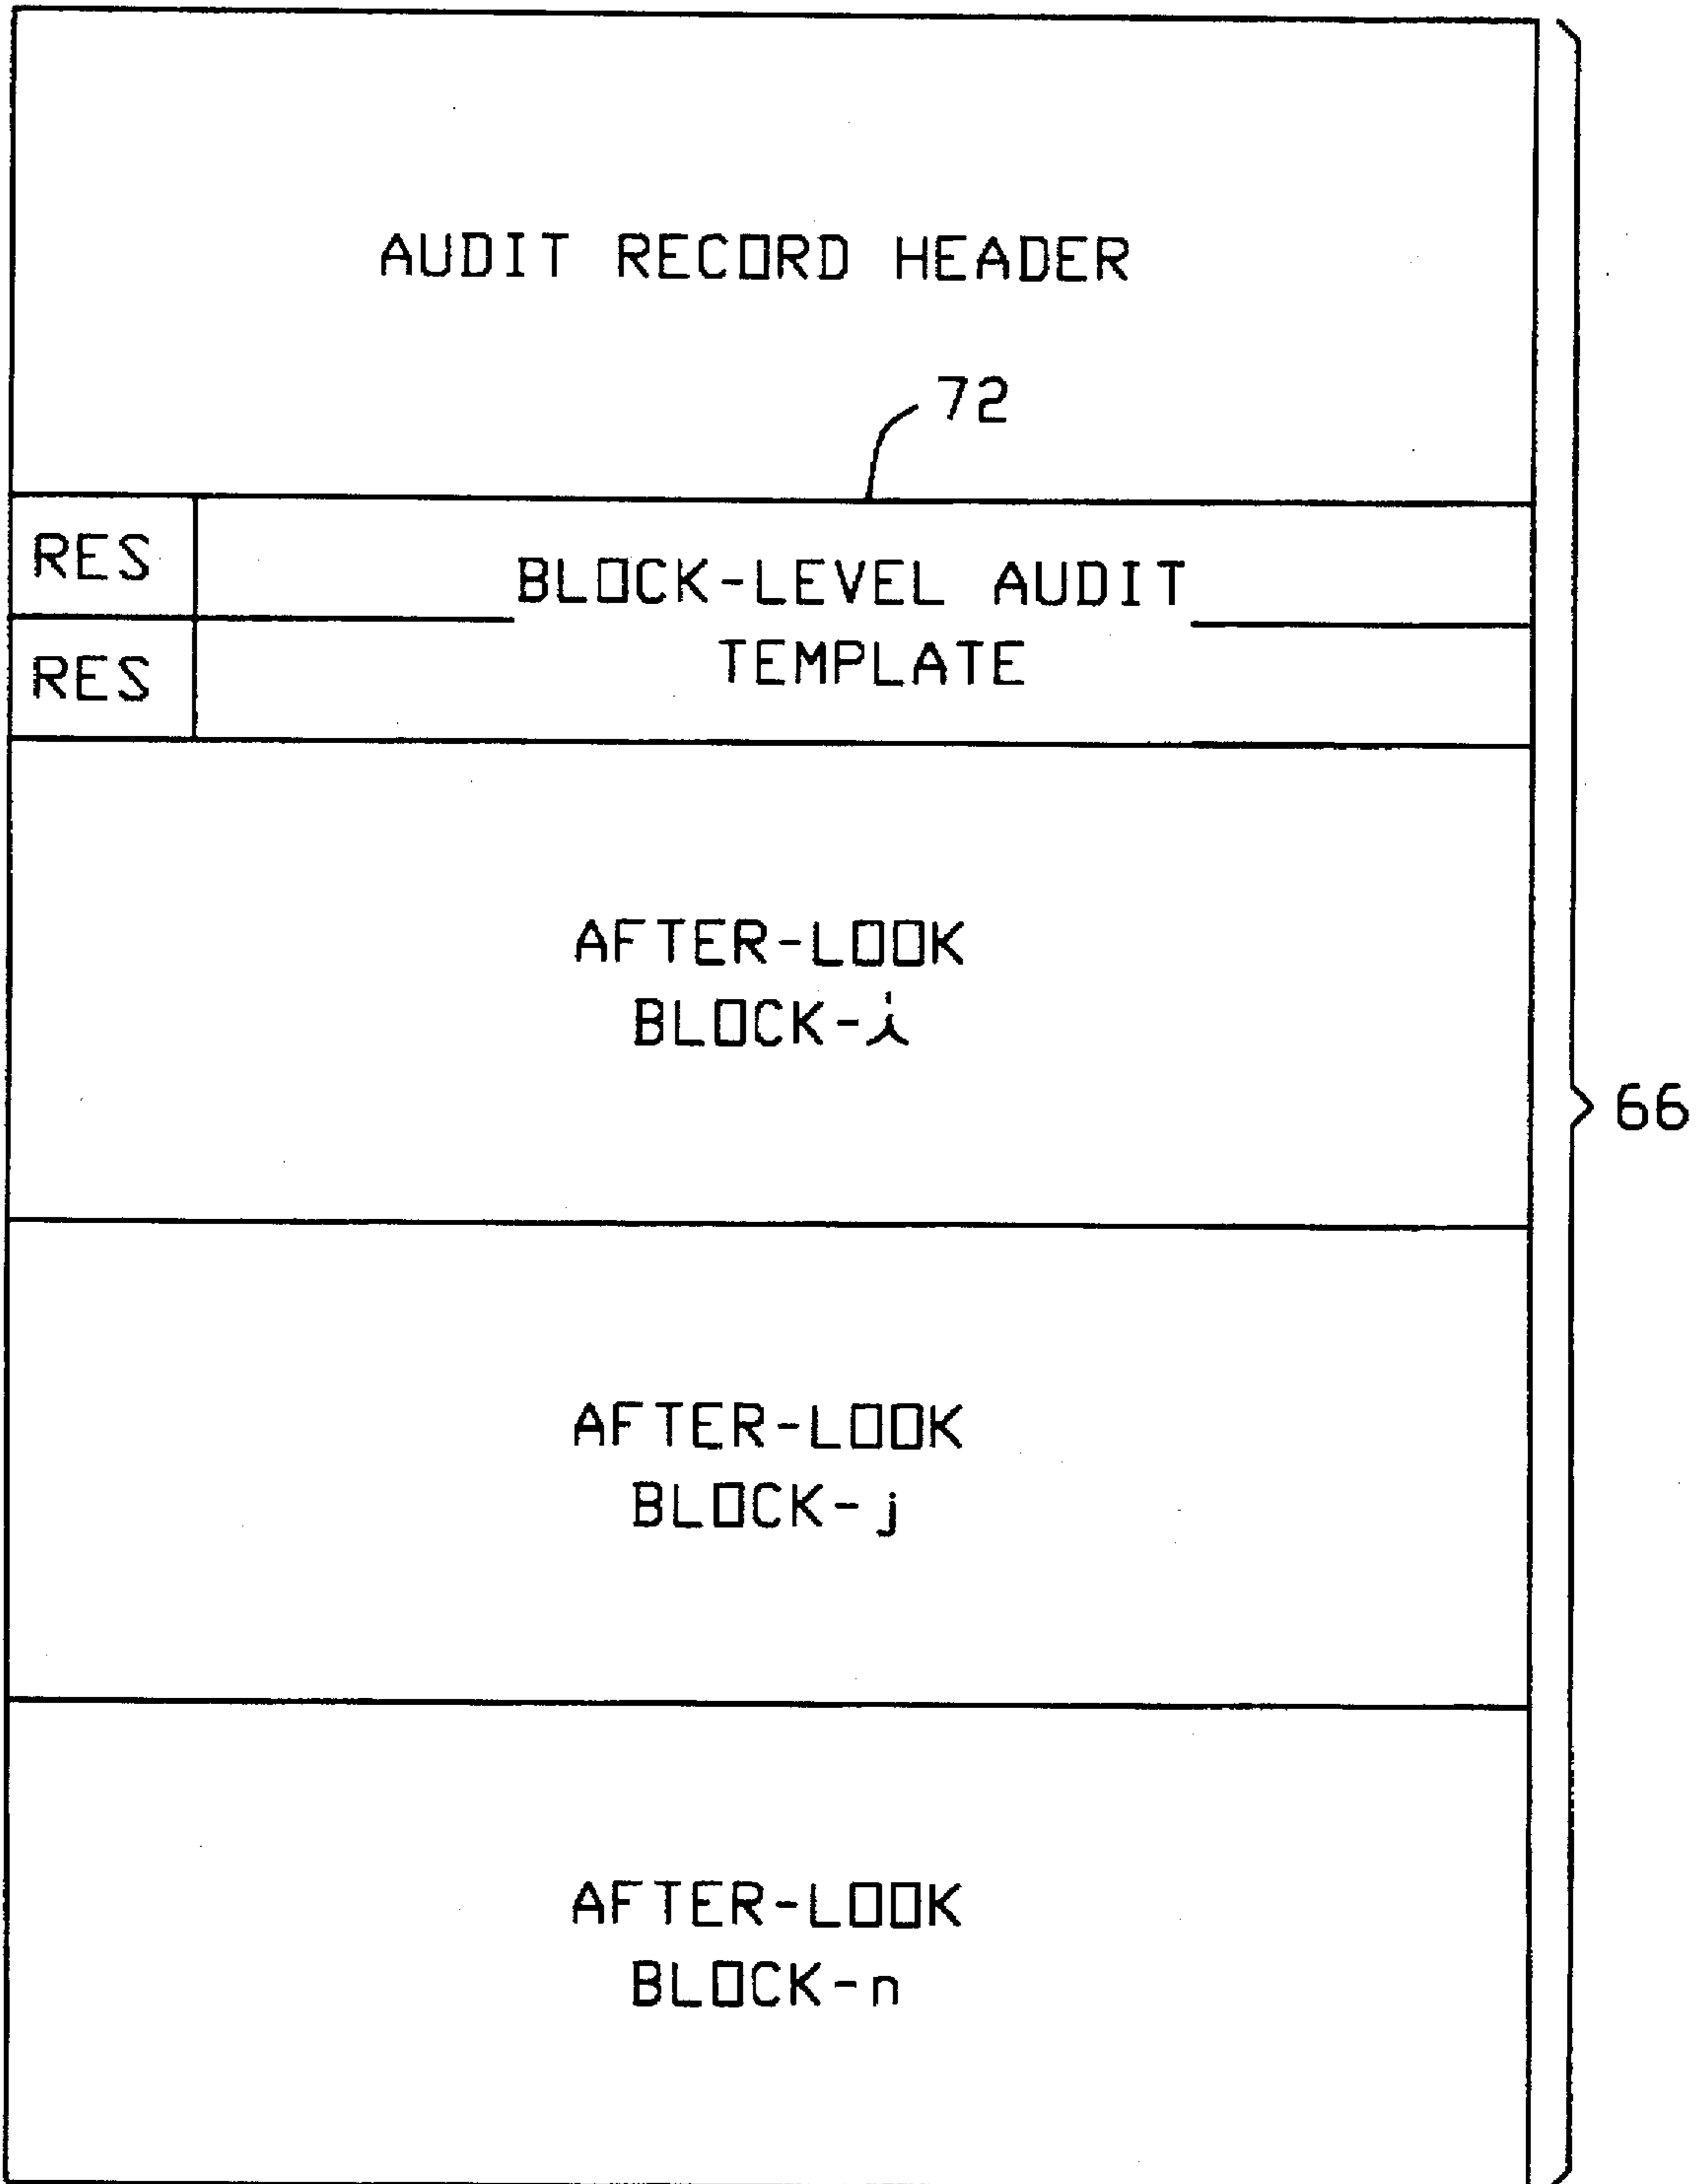 AUDIT RECORD HEADER
72
RES
BLOCK-LEVEL AUDIT
TEMPLATE
RES
AFTER-LOOK
BLOCK-i
66
AFTER-LOOK
BLOCK-j
AFTER-LOOK
BLOCK-n